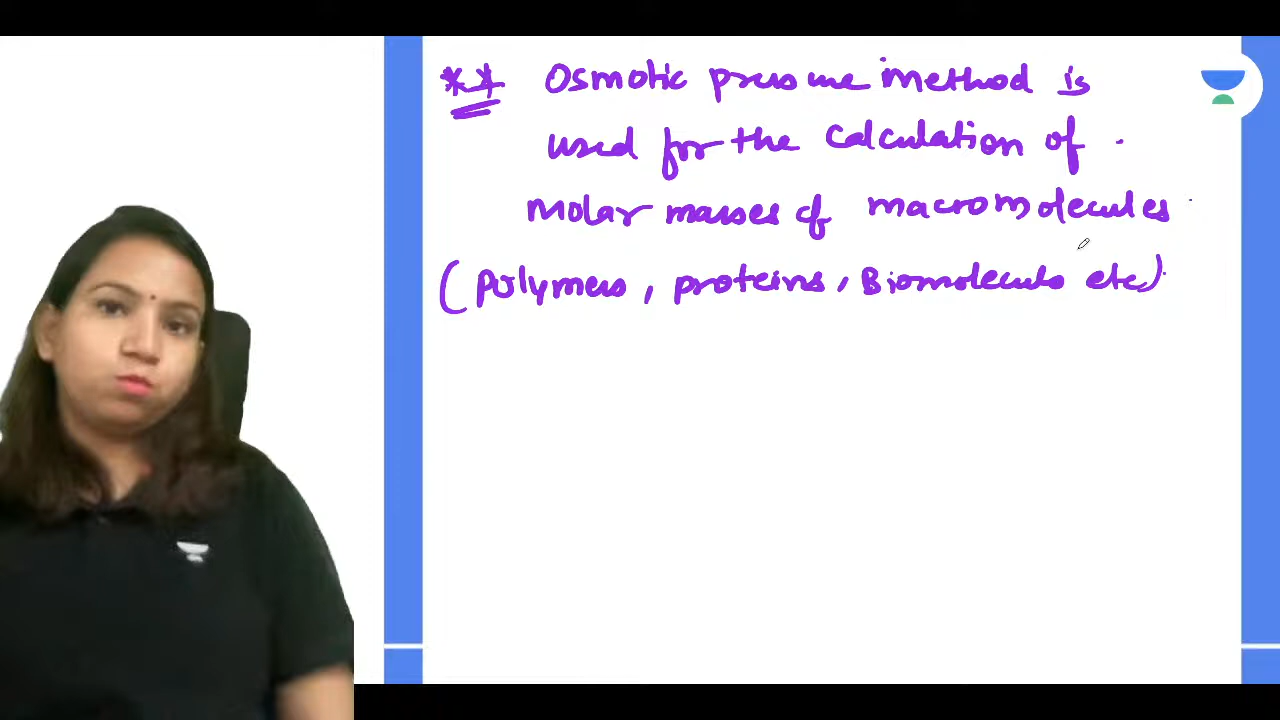 ** Osmotic pressure method is
used for the calculation of
molar masses of macromolecules
(Polymers, proteins, Biomolecules etc)